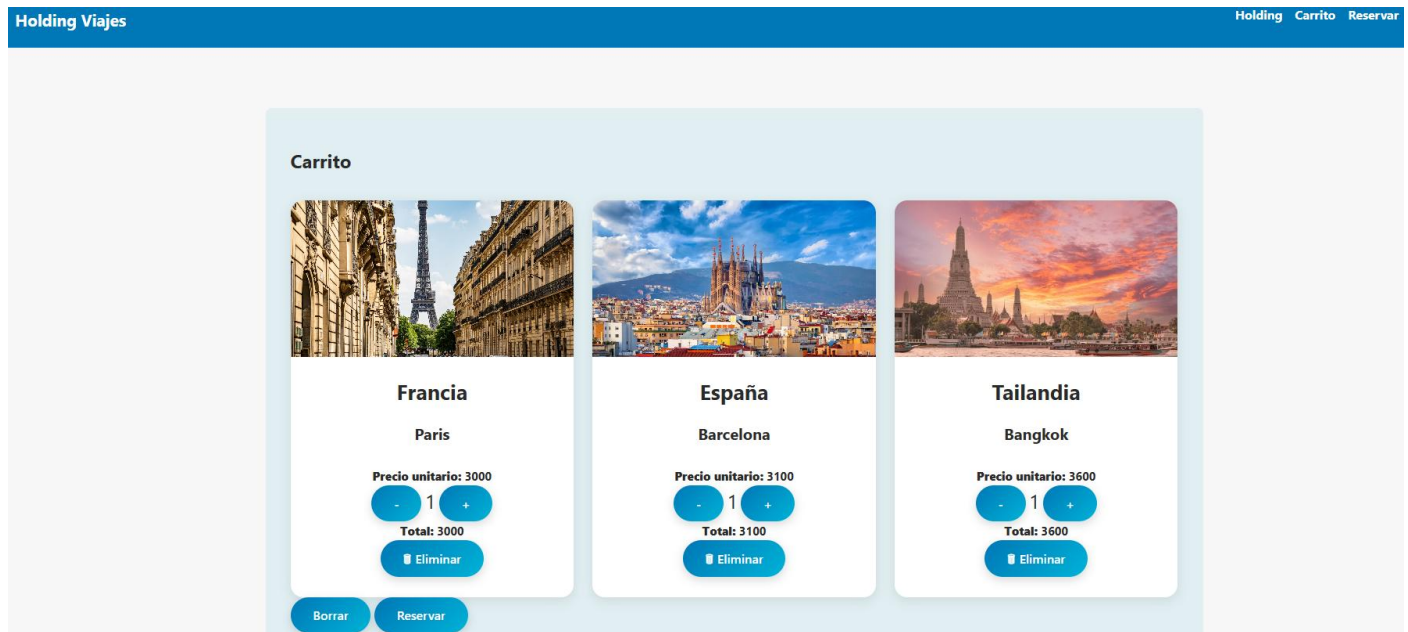 Holding Viajes
Holding Carrito Reservar
Carrito
Francia
Paris
Precio unitario: 3000
- 1 +
Total: 3000
Eliminar
España
Barcelona
Precio unitario: 3100
- 1 +
Total: 3100
Eliminar
Tailandia
Bangkok
Precio unitario: 3600
- 1 +
Total: 3600
Eliminar
Borrar Reservar